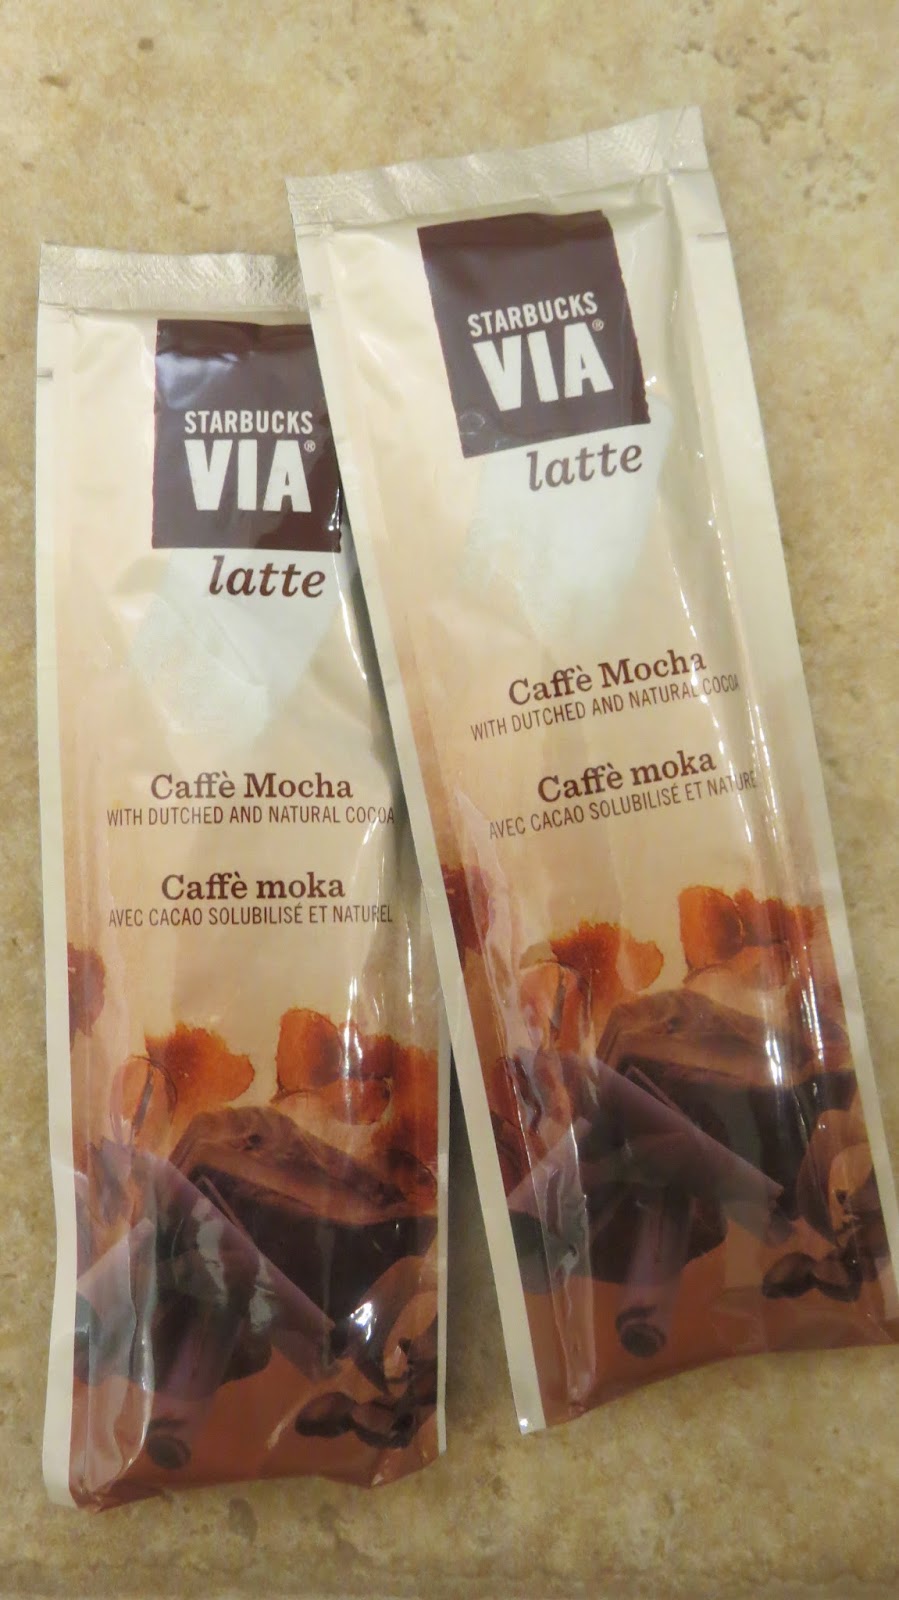 STARBUCKS
VIA®
latte
Caffè Mocha
WITH DUTCHED AND NATURAL COCOA
Caffè moka
AVEC CACAO SOLUBILISÉ ET NATUREL
STARBUCKS
VIA®
latte
Caffè Mocha
WITH DUTCHED AND NATURAL COCOA
Caffè moka
AVEC CACAO SOLUBILISÉ ET NATURE